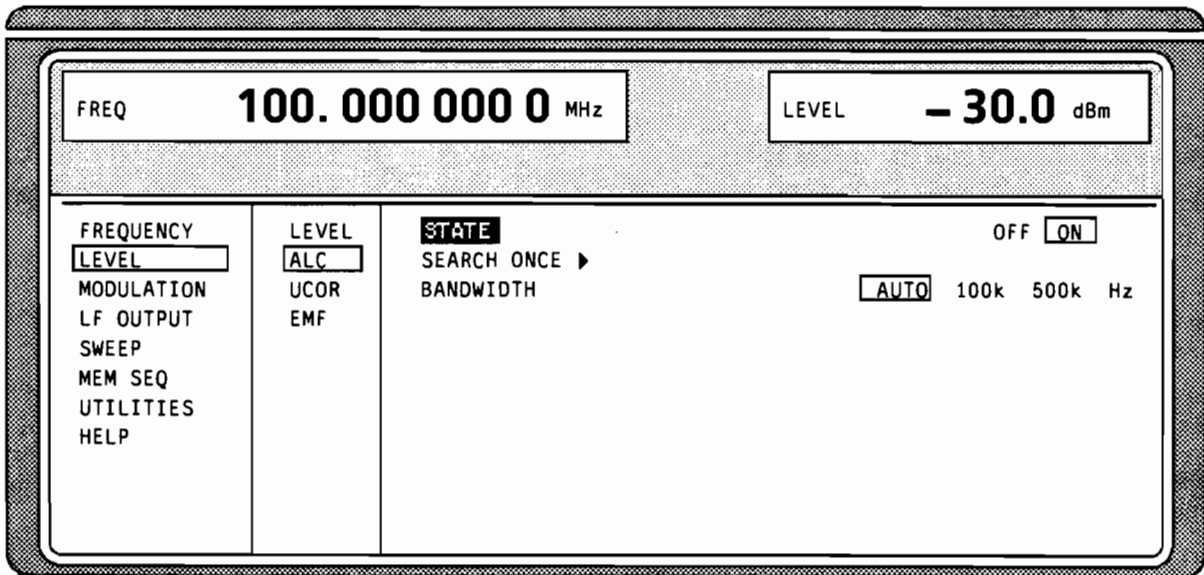 FREQ 100. 000 000 0 MHz
LEVEL – 30.0 dBm
FREQUENCY
LEVEL
MODULATION
LF OUTPUT
SWEEP
MEM SEQ
UTILITIES
HELP
LEVEL
ALC
UCOR
EMF
STATE OFF ON
SEARCH ONCE ▶
BANDWIDTH AUTO 100k 500k Hz